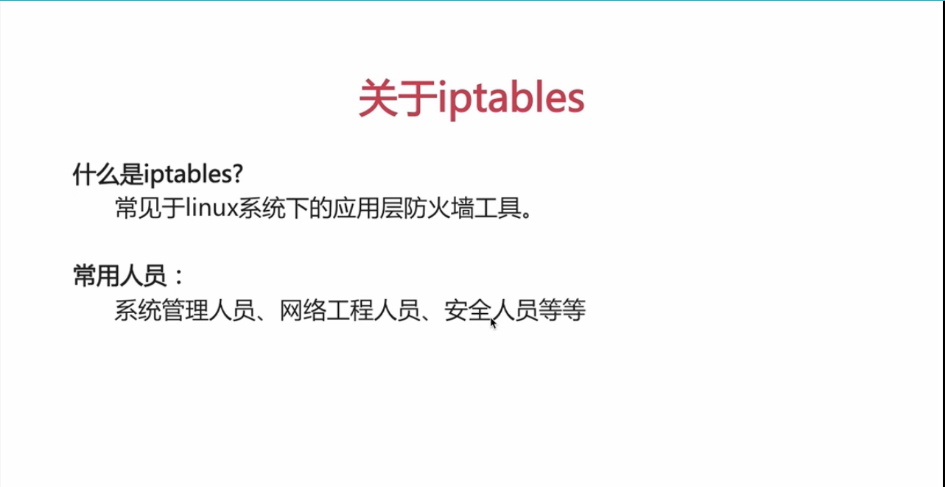 关于iptables
什么是iptables?
常见于linux系统下的应用层防火墙工具。
常用人员：
系统管理人员、网络工程人员、安全人员等等